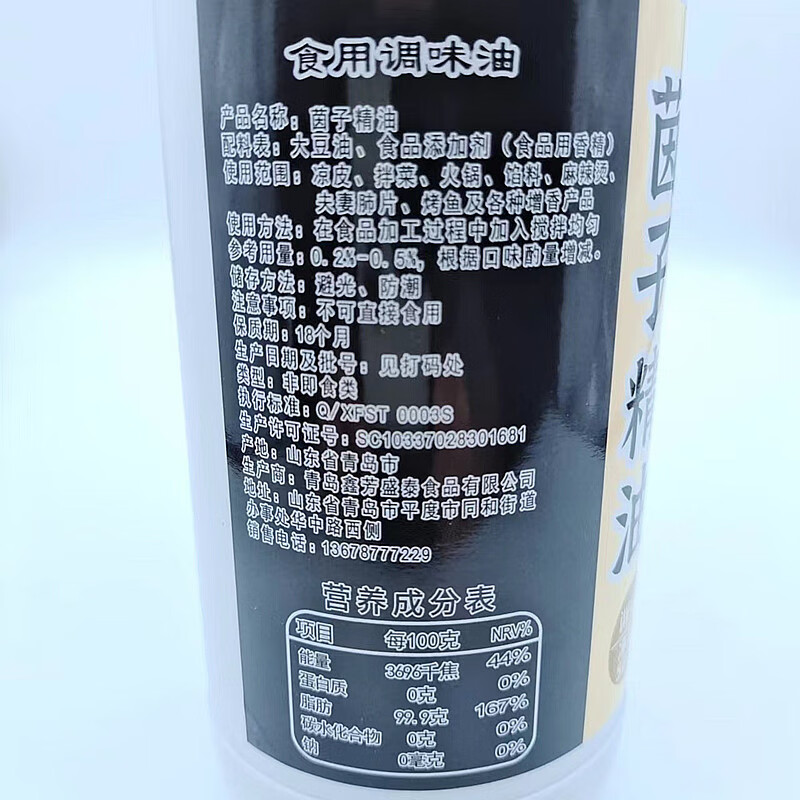 食用调味油
产品名称：茵子精油
配料表：大豆油、食品添加剂（食品用香精）
使用范围：凉皮、拌菜、火锅、馅料、麻辣烫、
夫妻肺片、烤鱼及各种增香产品
使用方法：在食品加工过程中加入搅拌均匀
参考用量：0.2%-0.5%，根据口味酌量增减。
储存方法：避光、防潮
注意事项：不可直接食用
保质期：18个月
生产日期及批号：见打码处
类型：非即食类
执行标准：Q/XFST 0003S
生产许可证号：SC10337028301681
产地：山东省青岛市
生产商：青岛鑫芳盛泰食品有限公司
地址：山东省青岛市平度市同和街道
办事处华中路西侧
销售电话：13678777229
营养成分表
项目 每100克 NRV%
能量 3696千焦 44%
蛋白质 0克 0%
脂肪 99.9克 167%
碳水化合物 0克 0%
钠 0毫克 0%
茵子精油